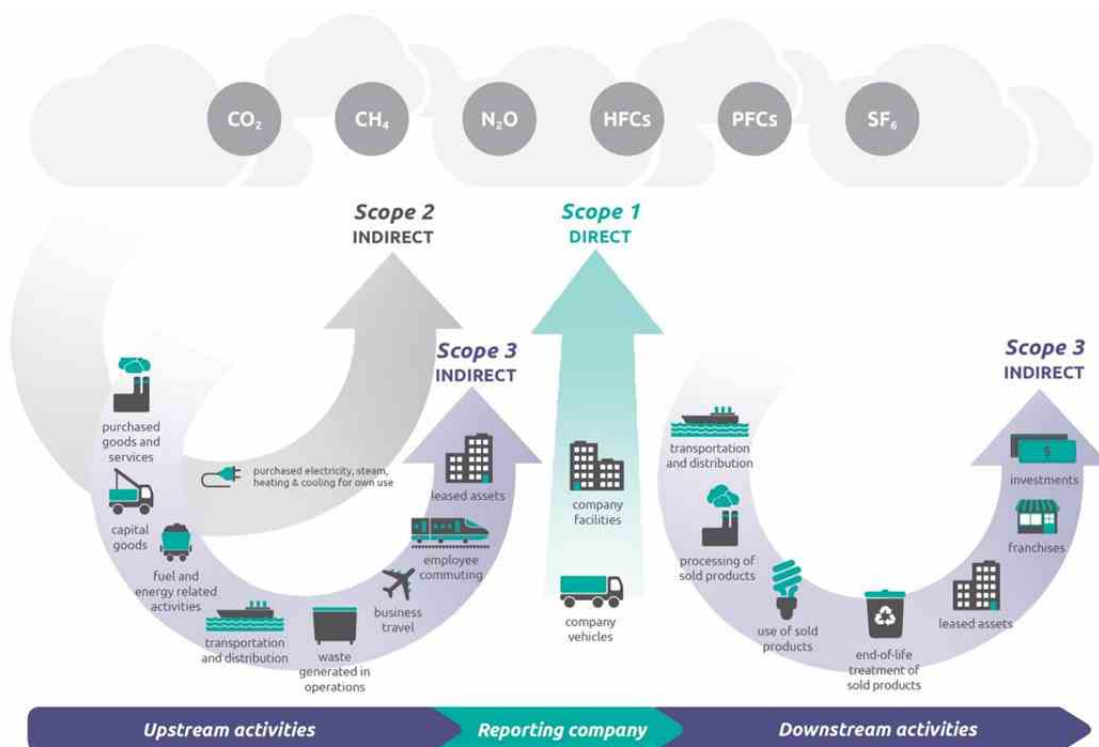 CO₂
CH₄
N₂O
HFCs
PFCs
SF₆
Scope 2
INDIRECT
Scope 1
DIRECT
Scope 3
INDIRECT
Scope 3
INDIRECT
purchased
goods and
services
capital
goods
fuel and
energy related
activities
transportation
and distribution
waste
generated in
operations
business
travel
employee
commuting
leased assets
purchased electricity, steam,
heating & cooling for own use
company
facilities
company
vehicles
transportation
and distribution
processing of
sold products
use of sold
products
end-of-life
treatment of
sold products
leased assets
franchises
investments
$
Upstream activities
Reporting company
Downstream activities